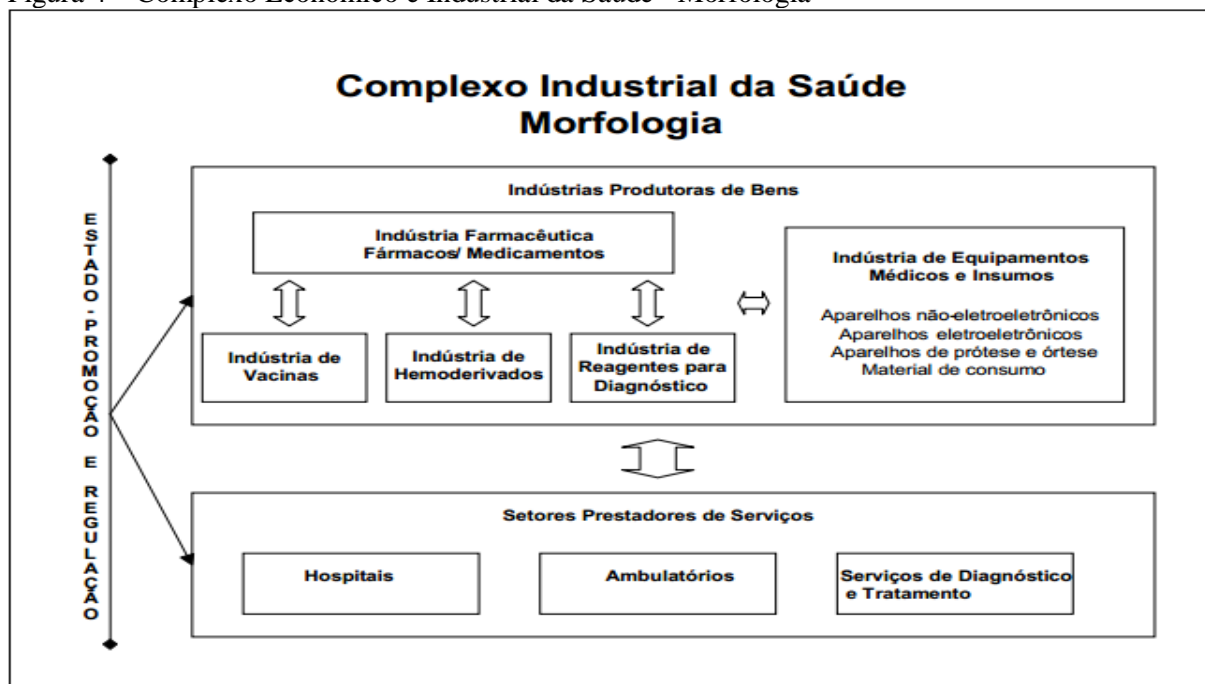 Figura 4 – Complexo Econômico e Industrial da Saúde - Morfologia
Complexo Industrial da Saúde
Morfologia
ESTADO - PROMOÇÃO E REGULAÇÃO
Indústrias Produtoras de Bens
Indústria Farmacêutica
Fármacos/ Medicamentos
Indústria de
Vacinas
Indústria de
Hemoderivados
Indústria de
Reagentes para
Diagnóstico
Indústria de Equipamentos
Médicos e Insumos
Aparelhos não-eletroeletrônicos
Aparelhos eletroeletrônicos
Aparelhos de prótese e órtese
Material de consumo
Setores Prestadores de Serviços
Hospitais
Ambulatórios
Serviços de Diagnóstico
e Tratamento